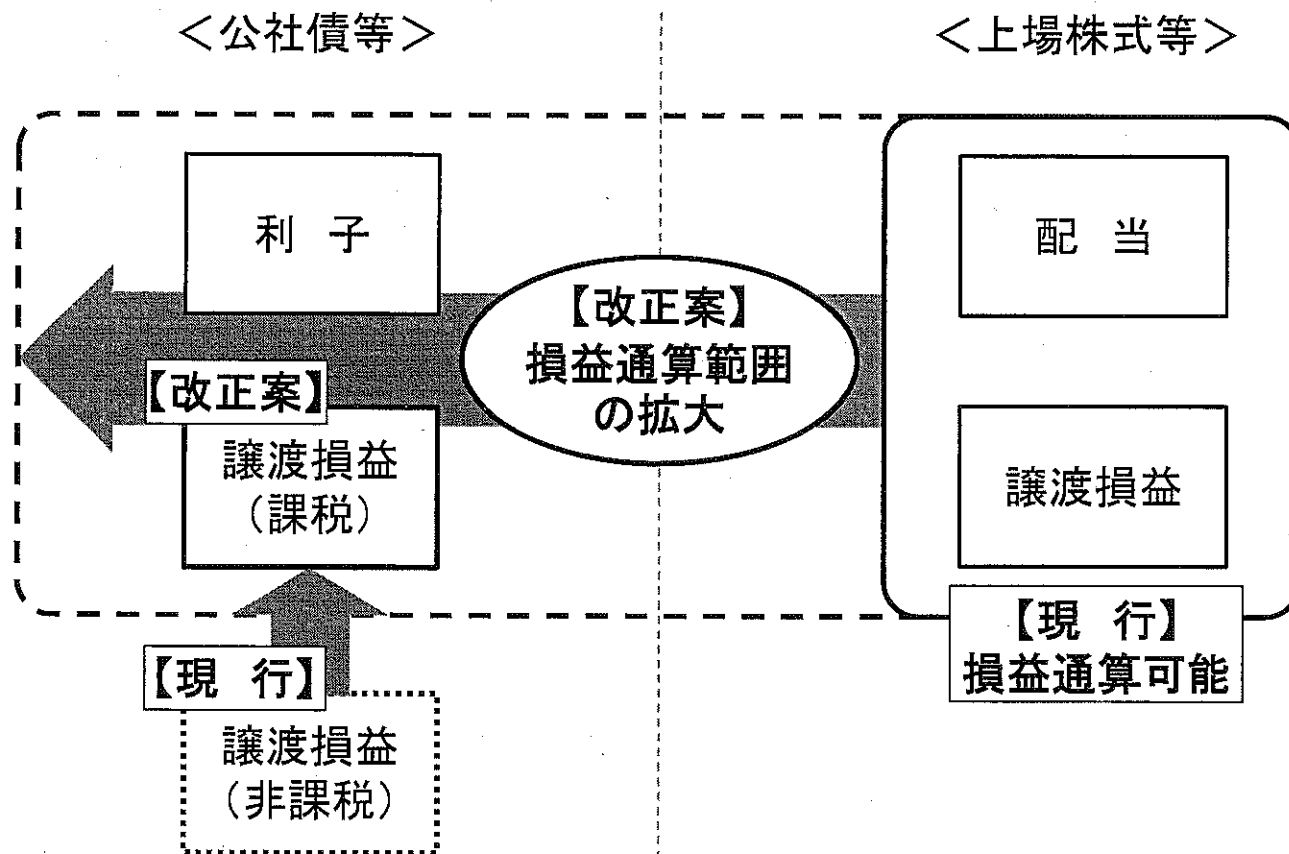 ＜公社債等＞
＜上場株式等＞
利　子
配　当
【改正案】
損益通算範囲
の拡大
【改正案】
譲渡損益
（課税）
譲渡損益
【現　行】
損益通算可能
【現　行】
譲渡損益
（非課税）